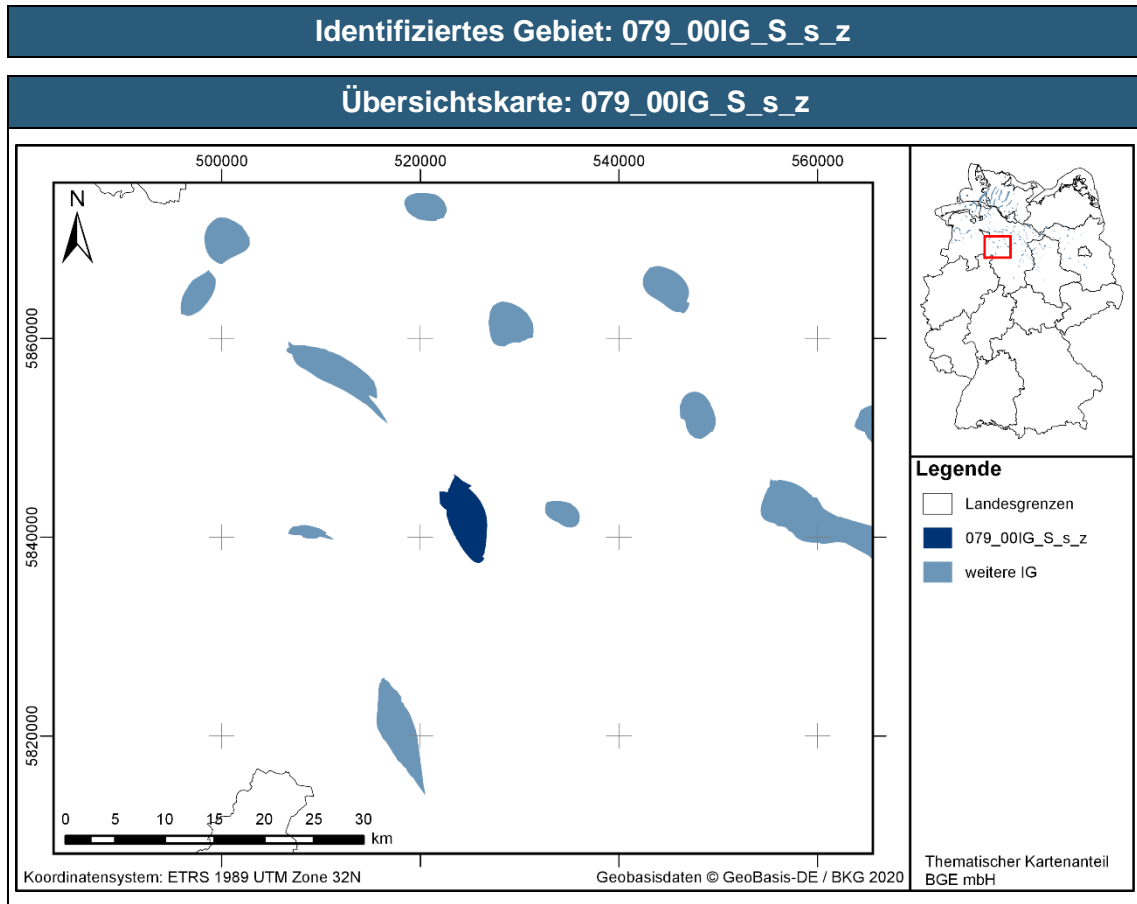 Identifiziertes Gebiet: 079_00IG_S_s_z
Übersichtskarte: 079_00IG_S_s_z
500000 520000 540000 560000
N
5860000
5840000
5820000
0 5 10 15 20 25 30
km
Koordinatensystem: ETRS 1989 UTM Zone 32N
Geobasisdaten © GeoBasis-DE / BKG 2020
Legende
Landesgrenzen
079_00IG_S_s_z
weitere IG
Thematischer Kartenanteil
BGE mbH